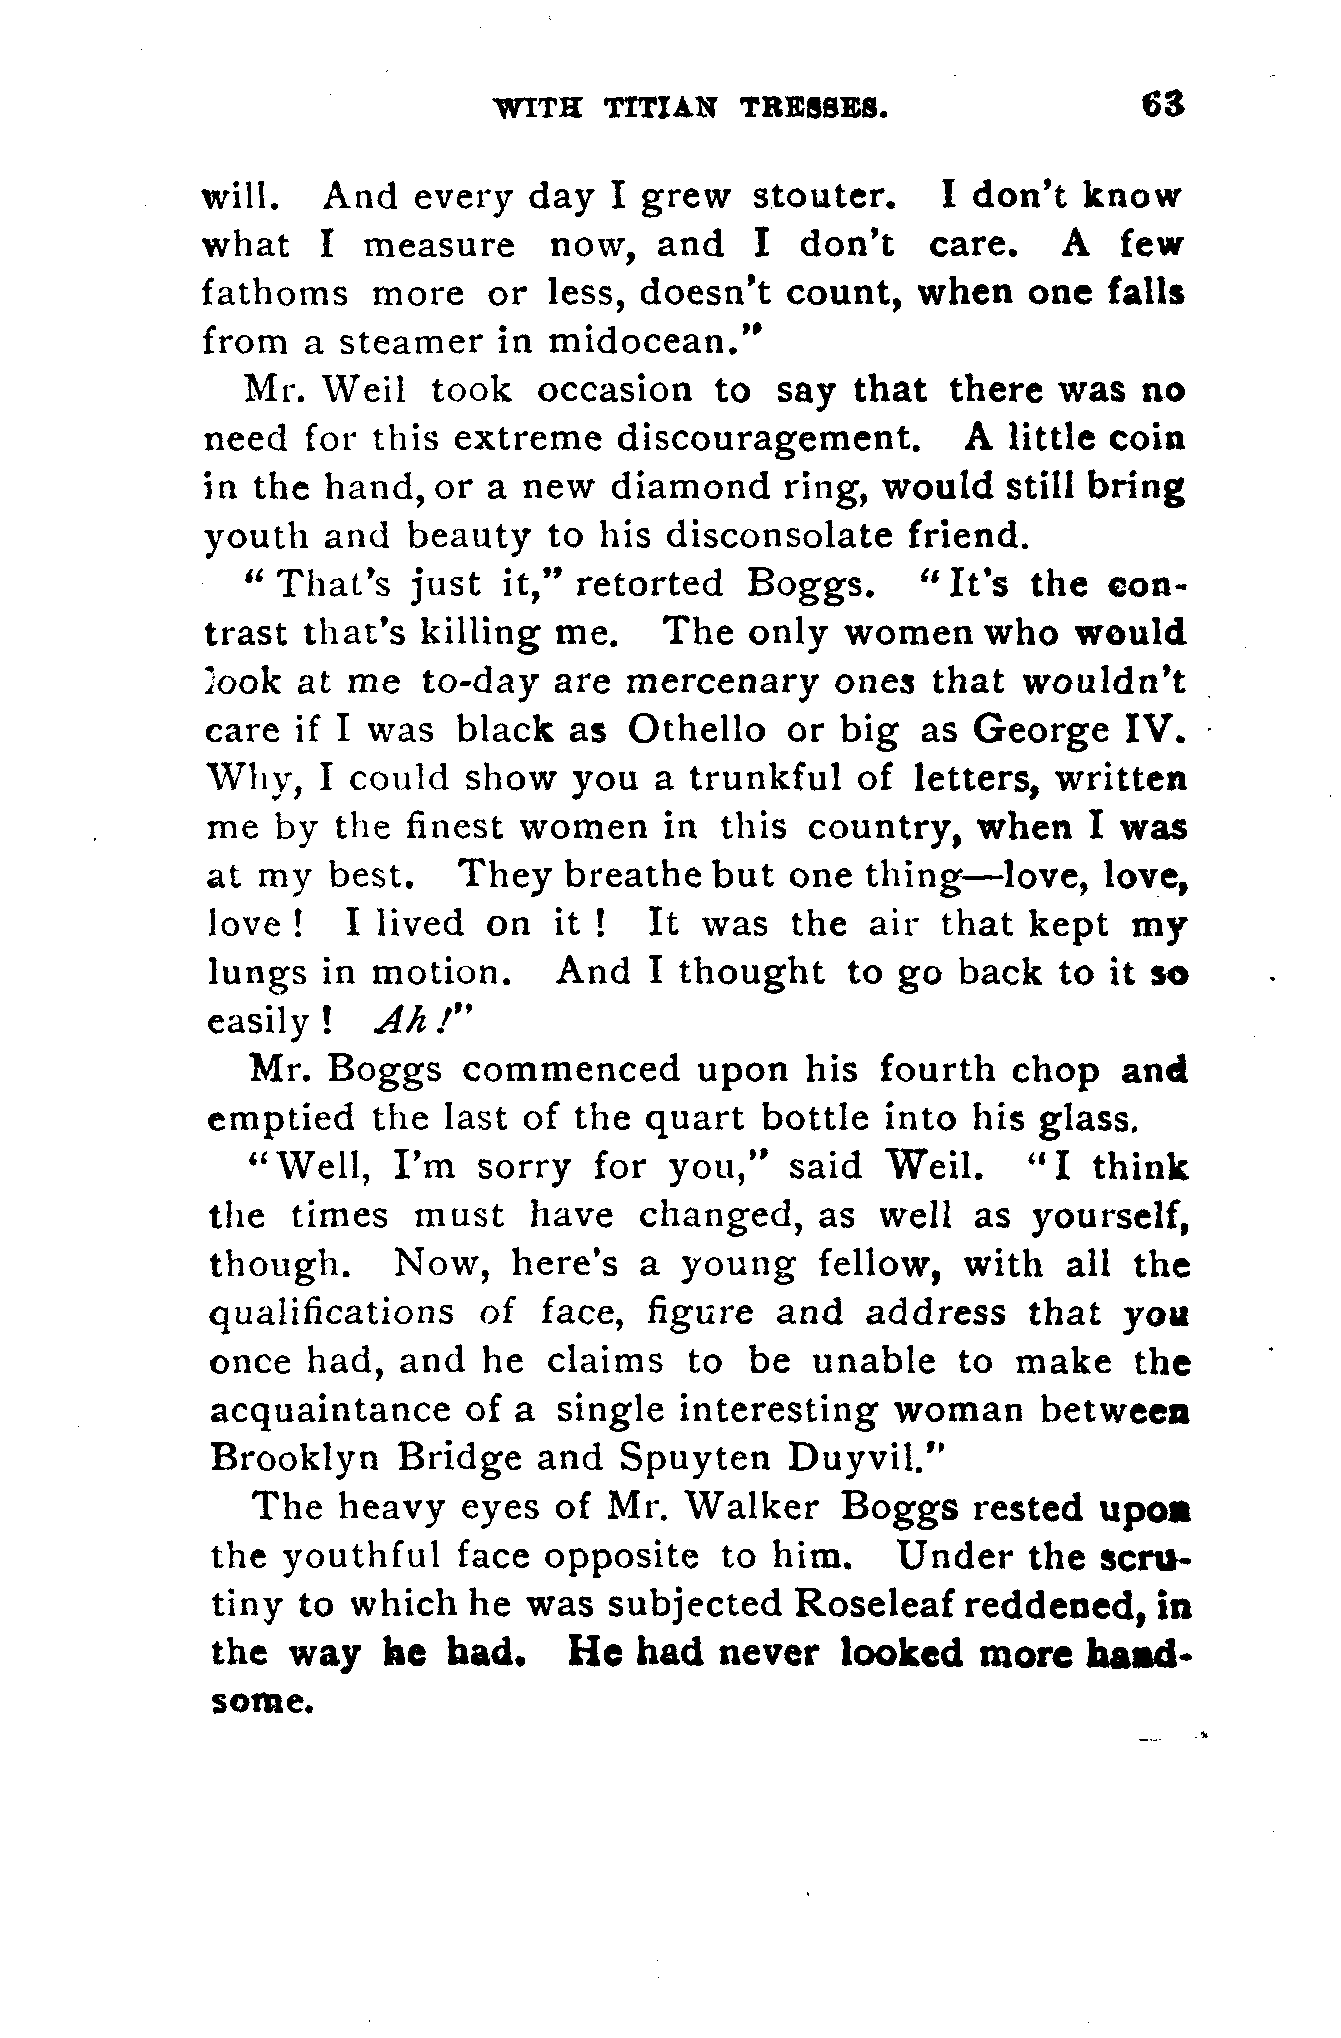 WITH TITIAN TRESSES. 63
will. And every day I grew stouter. I don't know
what I measure now, and I don't care. A few
fathoms more or less, doesn't count, when one falls
from a steamer in midocean."
Mr. Weil took occasion to say that there was no
need for this extreme discouragement. A little coin
in the hand, or a new diamond ring, would still bring
youth and beauty to his disconsolate friend.
"That's just it," retorted Boggs. "It's the con-
trast that's killing me. The only women who would
look at me to-day are mercenary ones that wouldn't
care if I was black as Othello or big as George IV.
Why, I could show you a trunkful of letters, written
me by the finest women in this country, when I was
at my best. They breathe but one thing—love, love,
love! I lived on it! It was the air that kept my
lungs in motion. And I thought to go back to it so
easily! Ah!"
Mr. Boggs commenced upon his fourth chop and
emptied the last of the quart bottle into his glass.
"Well, I'm sorry for you," said Weil. "I think
the times must have changed, as well as yourself,
though. Now, here's a young fellow, with all the
qualifications of face, figure and address that you
once had, and he claims to be unable to make the
acquaintance of a single interesting woman between
Brooklyn Bridge and Spuyten Duyvil."
The heavy eyes of Mr. Walker Boggs rested upon
the youthful face opposite to him. Under the scru-
tiny to which he was subjected Roseleaf reddened, in
the way he had. He had never looked more hand-
some.